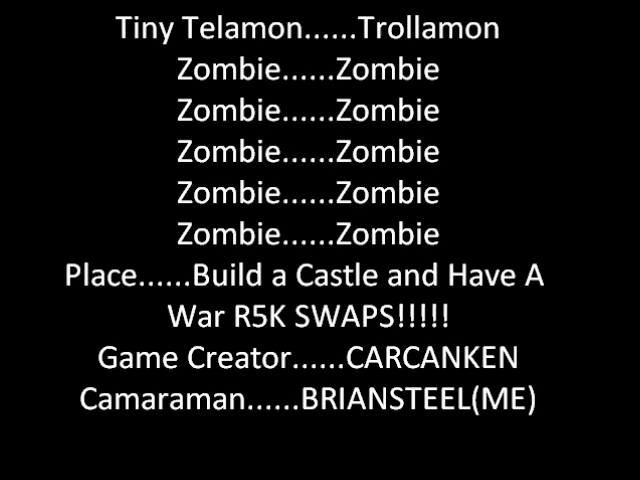 Tiny Telamon......Trollamon
Zombie......Zombie
Zombie......Zombie
Zombie......Zombie
Zombie......Zombie
Zombie......Zombie
Place......Build a Castle and Have A
War R5K SWAPS!!!!!
Game Creator......CARCANKEN
Camaraman......BRIANSTEEL(ME)